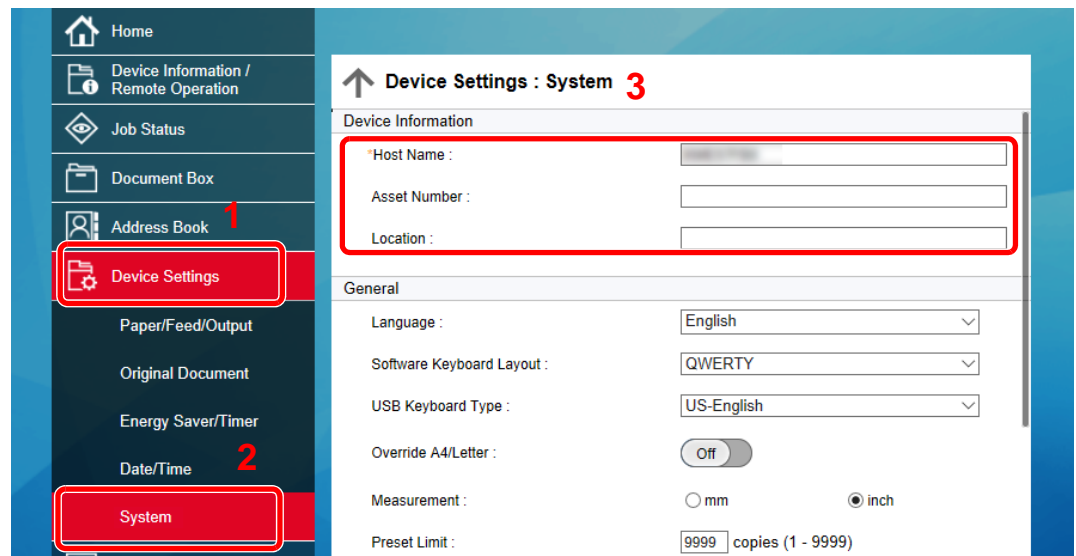 Home
Device Information /
Remote Operation
Job Status
Document Box
Address Book
1
Device Settings
Paper/Feed/Output
Original Document
Energy Saver/Timer
Date/Time
2
System
Device Settings : System
3
Device Information
*Host Name :
Asset Number :
Location :
General
Language : English
Software Keyboard Layout : QWERTY
USB Keyboard Type : US-English
Override A4/Letter : Off
Measurement : mm inch
Preset Limit : 9999 copies (1 - 9999)